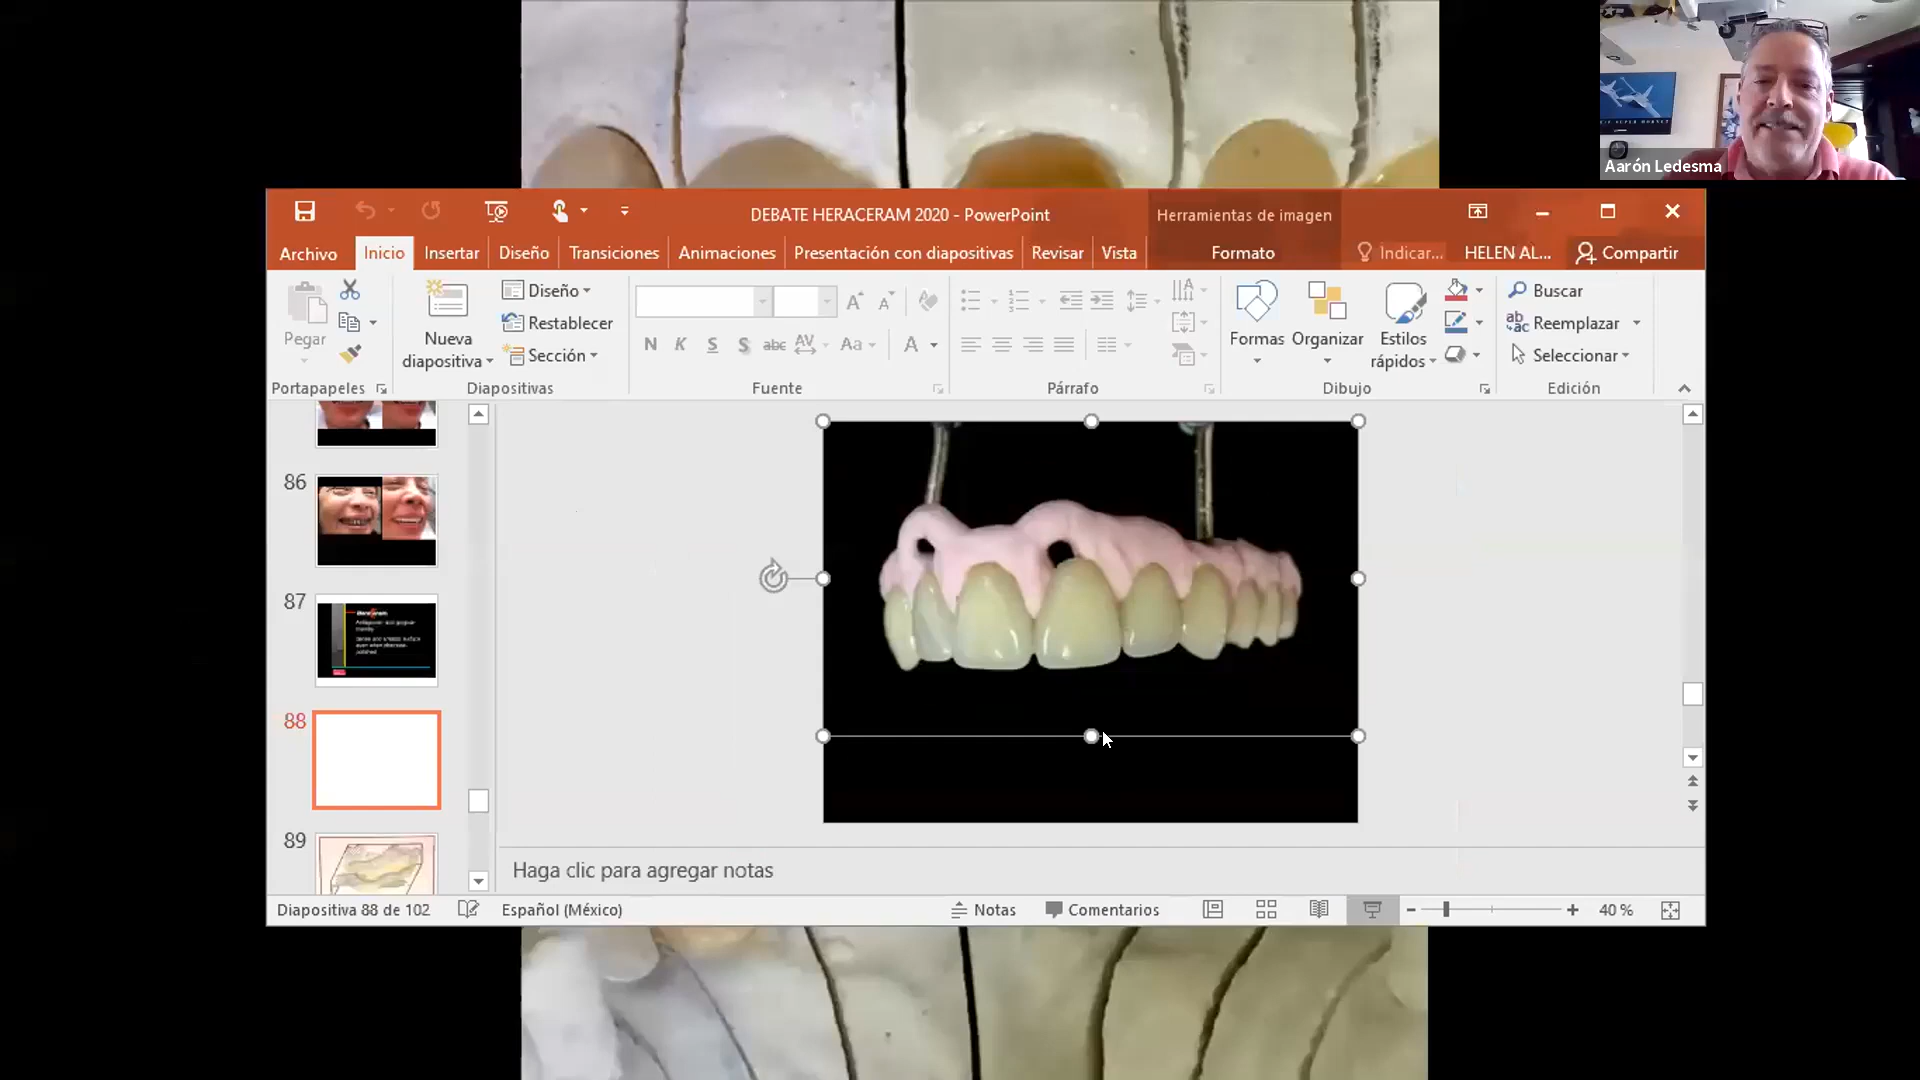 Aarón Ledesma
DEBATE HERACERAM 2020 - PowerPoint
Herramientas de imagen
Archivo
Inicio
Insertar
Diseño
Transiciones
Animaciones
Presentación con diapositivas
Revisar
Vista
Formato
Indicar...
HELEN AL...
Compartir
Pegar
Nueva
diapositiva
Diseño
Restablecer
Sección
N K S S abc AV Aa A
Formas
Organizar
Estilos
rápidos
Buscar
Reemplazar
Seleccionar
Portapapeles
Diapositivas
Fuente
Párrafo
Dibujo
Edición
86
87
88
89
Haga clic para agregar notas
Diapositiva 88 de 102
Español (México)
Notas
Comentarios
40 %